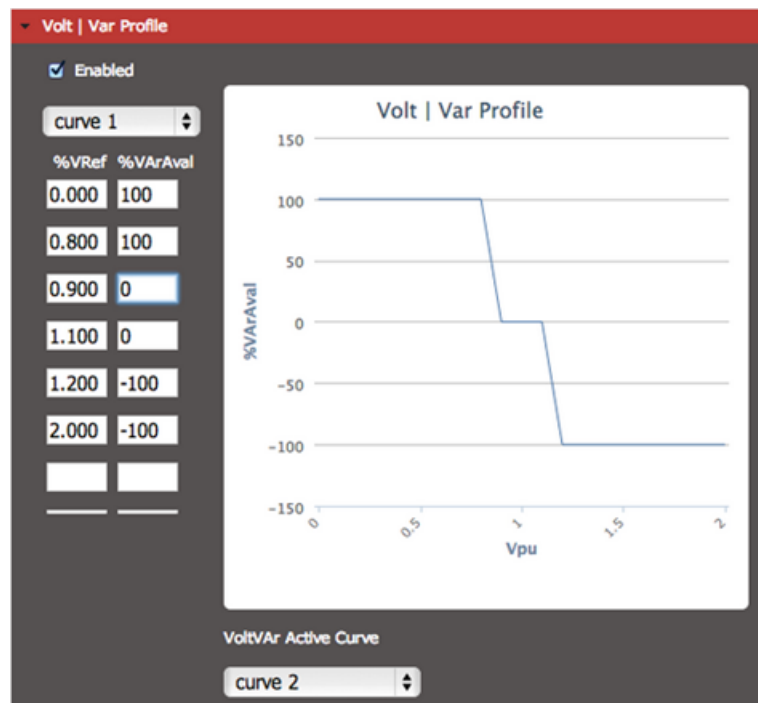 Volt | Var Profile
Enabled
curve 1
%VRef %VArAval
0.000 100
0.800 100
0.900 0
1.100 0
1.200 -100
2.000 -100
Volt | Var Profile
150
100
50
0
-50
-100
-150
%VArAval
0 0.5 1 1.5 2
Vpu
VoltVAr Active Curve
curve 2